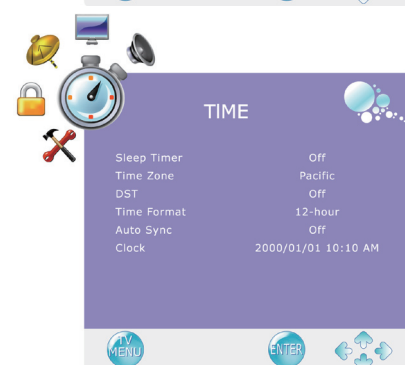 TIME
Sleep Timer Off
Time Zone Pacific
DST Off
Time Format 12-hour
Auto Sync Off
Clock 2000/01/01 10:10 AM
TV
MENU
ENTER